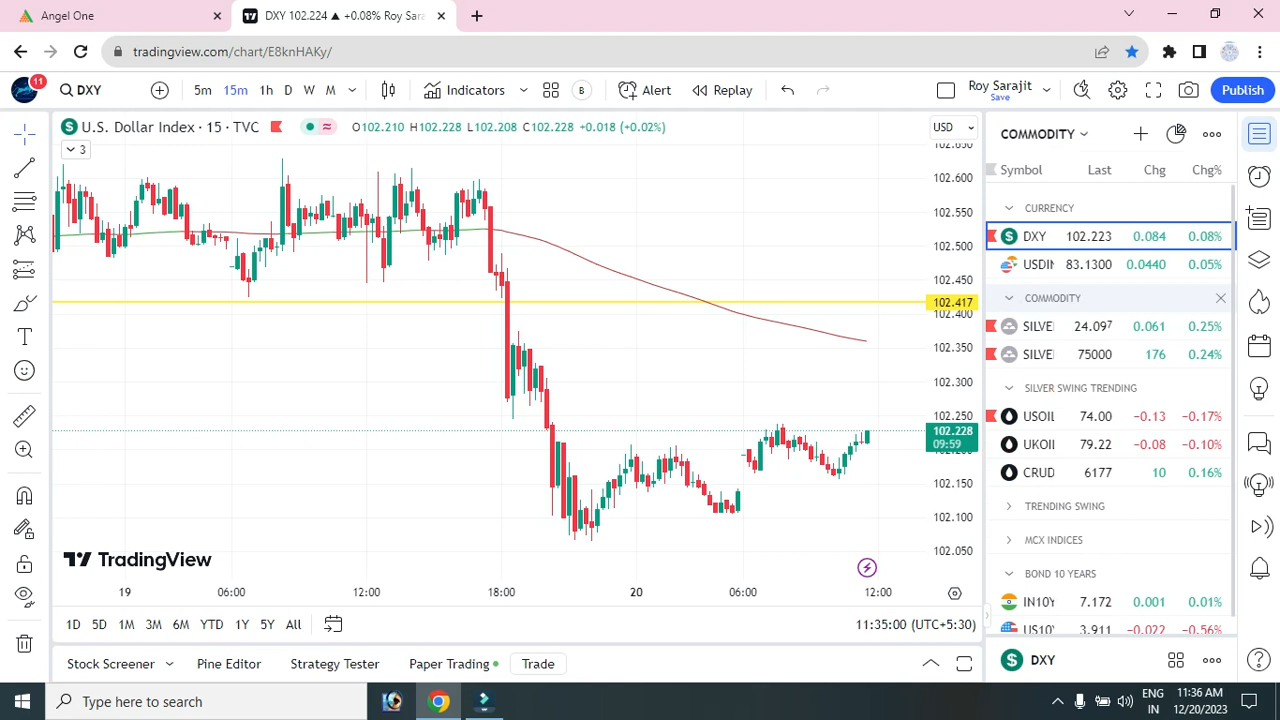 Angel One
DXY 102.224 ▲ +0.08% Roy Saraj
tradingview.com/chart/E8knHAKy/
11
DXY
5m 15m 1h D W M
Indicators
B
Alert
Replay
Roy Sarajit
Save
Publish
U.S. Dollar Index · 15 · TVC
O102.210 H102.228 L102.208 C102.228 +0.018 (+0.02%)
3
USD
102.650
102.600
102.550
102.500
102.450
102.417
102.400
102.350
102.300
102.250
102.228
09:59
102.200
102.150
102.100
102.050
TradingView
19 06:00 12:00 18:00 20 06:00 12:00
1D 5D 1M 3M 6M YTD 1Y 5Y All
11:35:00 (UTC+5:30)
Stock Screener Pine Editor Strategy Tester Paper Trading Trade
COMMODITY
Symbol Last Chg Chg%
CURRENCY
DXY 102.223 0.084 0.08%
USDIN 83.1300 0.0440 0.05%
COMMODITY
SILVE 24.097 0.061 0.25%
SILVE 75000 176 0.24%
SILVER SWING TRENDING
USOIL 74.00 −0.13 −0.17%
UKOIL 79.22 −0.08 −0.10%
CRUD 6177 10 0.16%
TRENDING SWING
MCX INDICES
BOND 10 YEARS
IN10Y 7.172 0.001 0.01%
US10Y 3.911 −0.022 −0.56%
DXY
Type here to search
ENG
IN
11:36 AM
12/20/2023